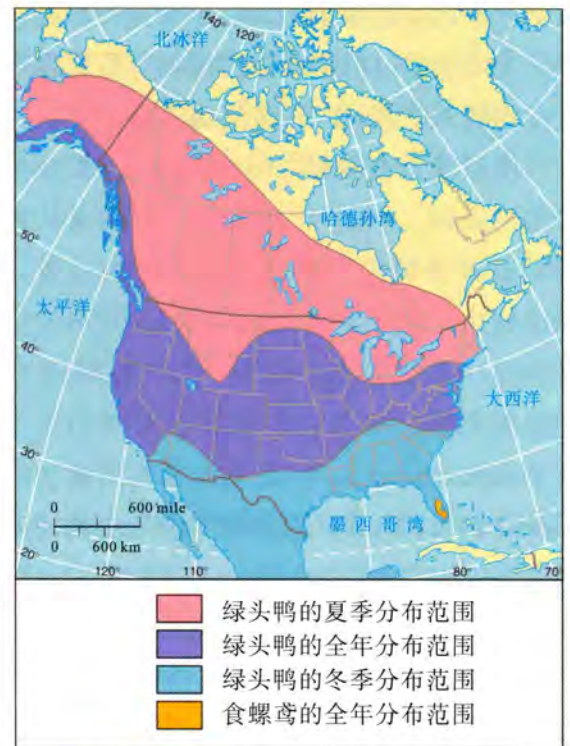 北冰洋
140°
120°
哈德孙湾
50°
太平洋
40°
大西洋
30°
0 600 mile
0 600 km
墨西哥湾
20°
120°
110°
80°
70°
绿头鸭的夏季分布范围
绿头鸭的全年分布范围
绿头鸭的冬季分布范围
食螺鸢的全年分布范围